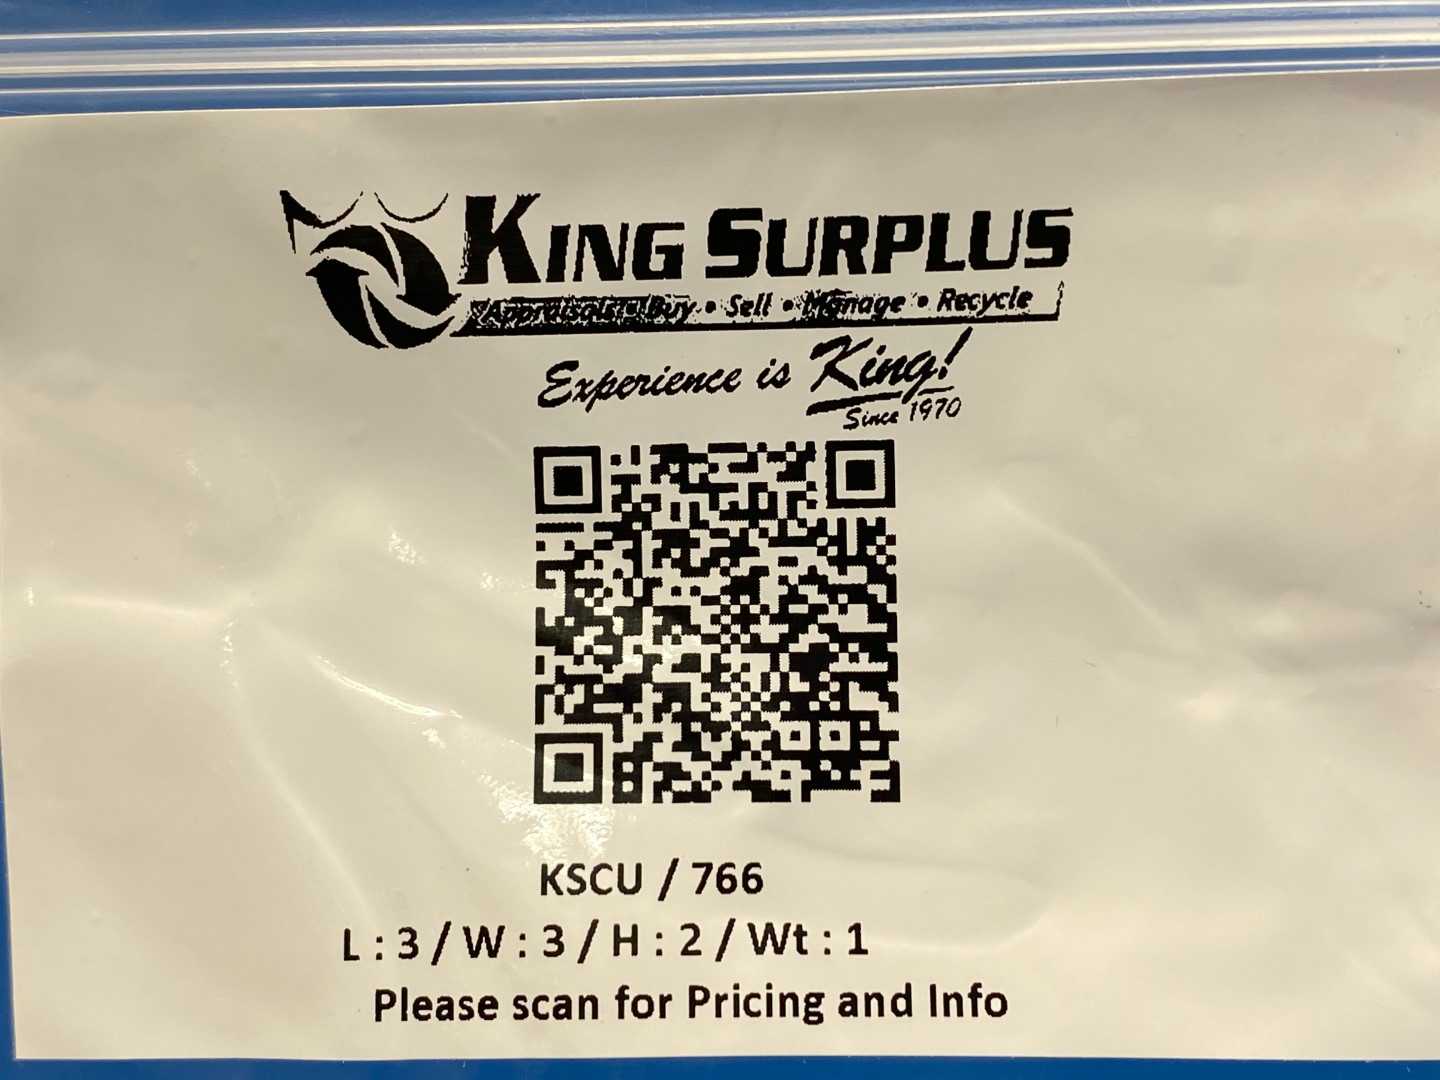 KING SURPLUS
Appraisals • Buy • Sell • Manage • Recycle
Experience is King!
Since 1970
KSCU / 766
L : 3 / W : 3 / H : 2 / Wt : 1
Please scan for Pricing and Info